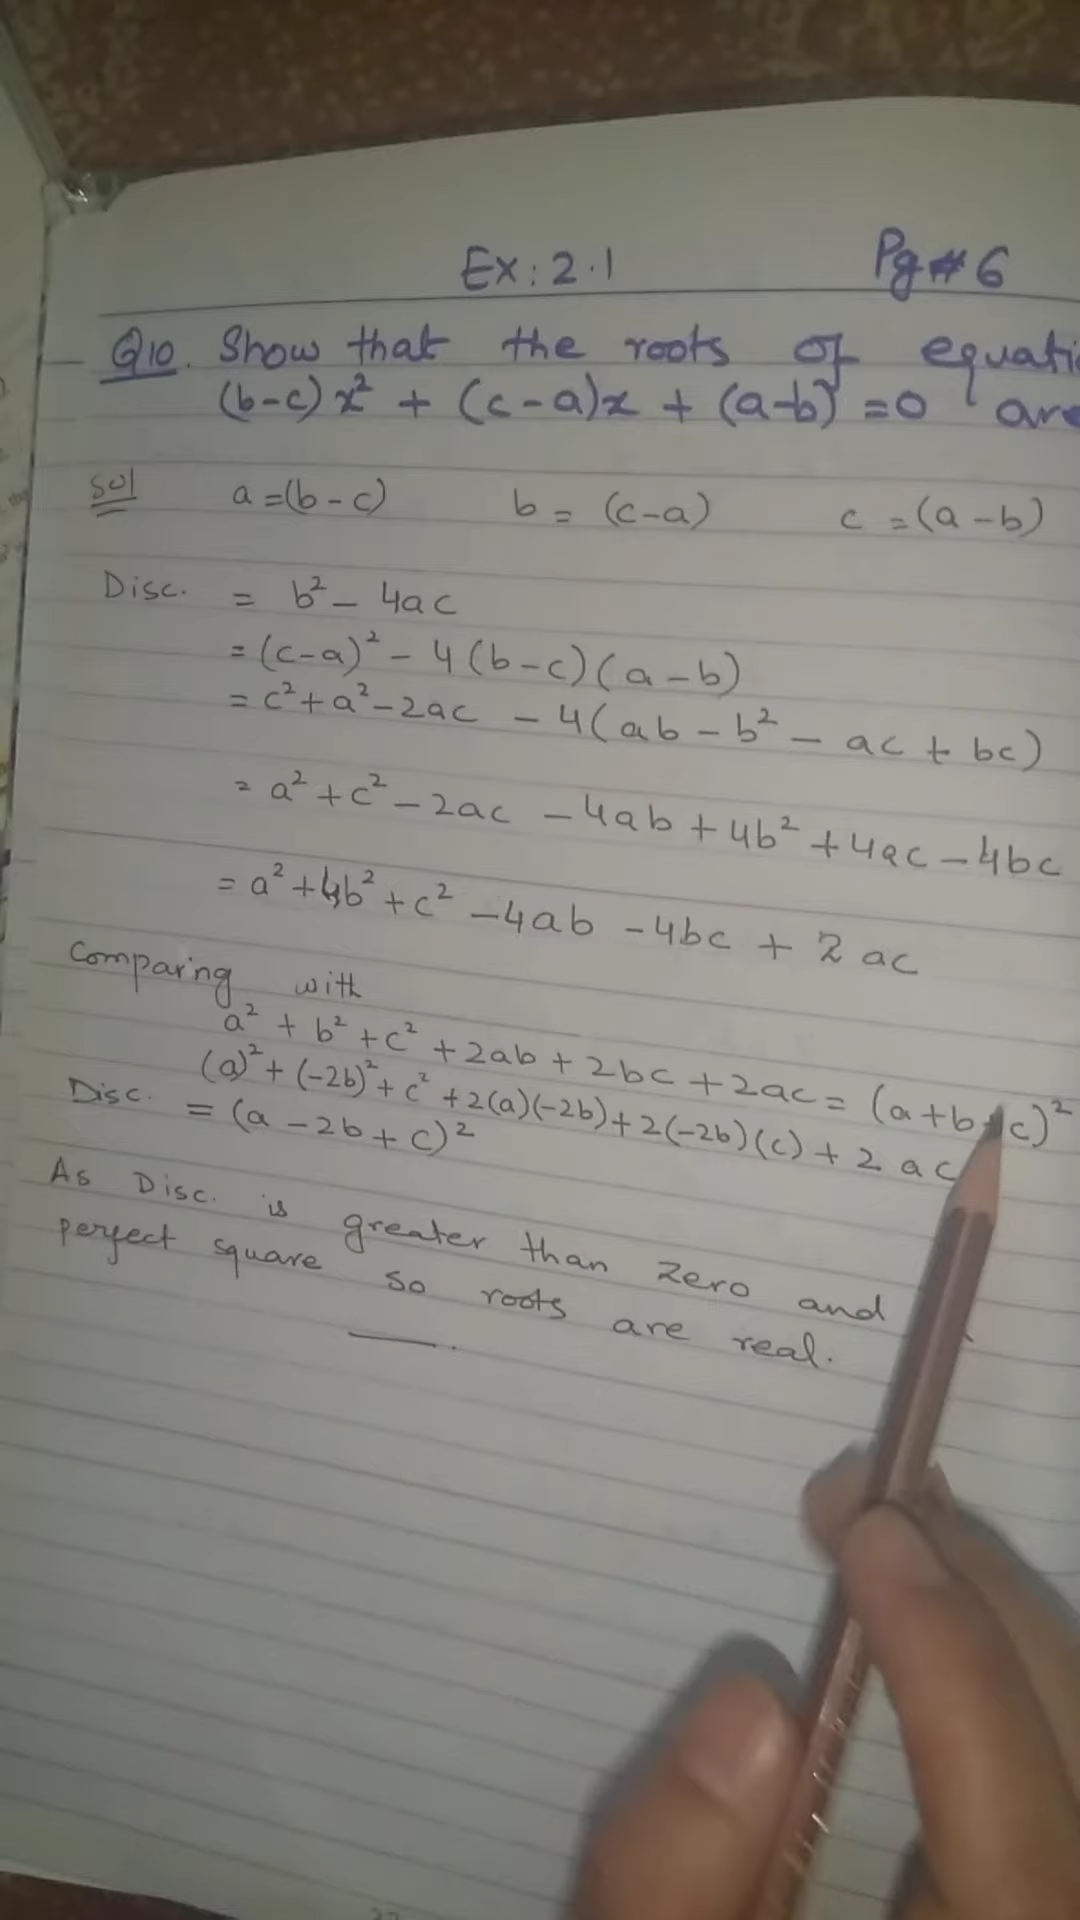 Ex: 2.1 Pg # 6
Q10. Show that the roots of equati
(b-c)x² + (c-a)x + (a-b) = 0 are
Sol a = (b-c) b = (c-a) c = (a-b)
Disc. = b² - 4ac
= (c-a)² - 4(b-c)(a-b)
= c² + a² - 2ac - 4(ab - b² - ac + bc)
= a² + c² - 2ac - 4ab + 4b² + 4ac - 4bc
= a² + 4b² + c² - 4ab - 4bc + 2ac
Comparing with
a² + b² + c² + 2ab + 2bc + 2ac = (a+b+c)²
(a)² + (-2b)² + c² + 2(a)(-2b) + 2(-2b)(c) + 2ac
Disc. = (a - 2b + c)²
As Disc. is greater than zero and
perfect square so roots are real.